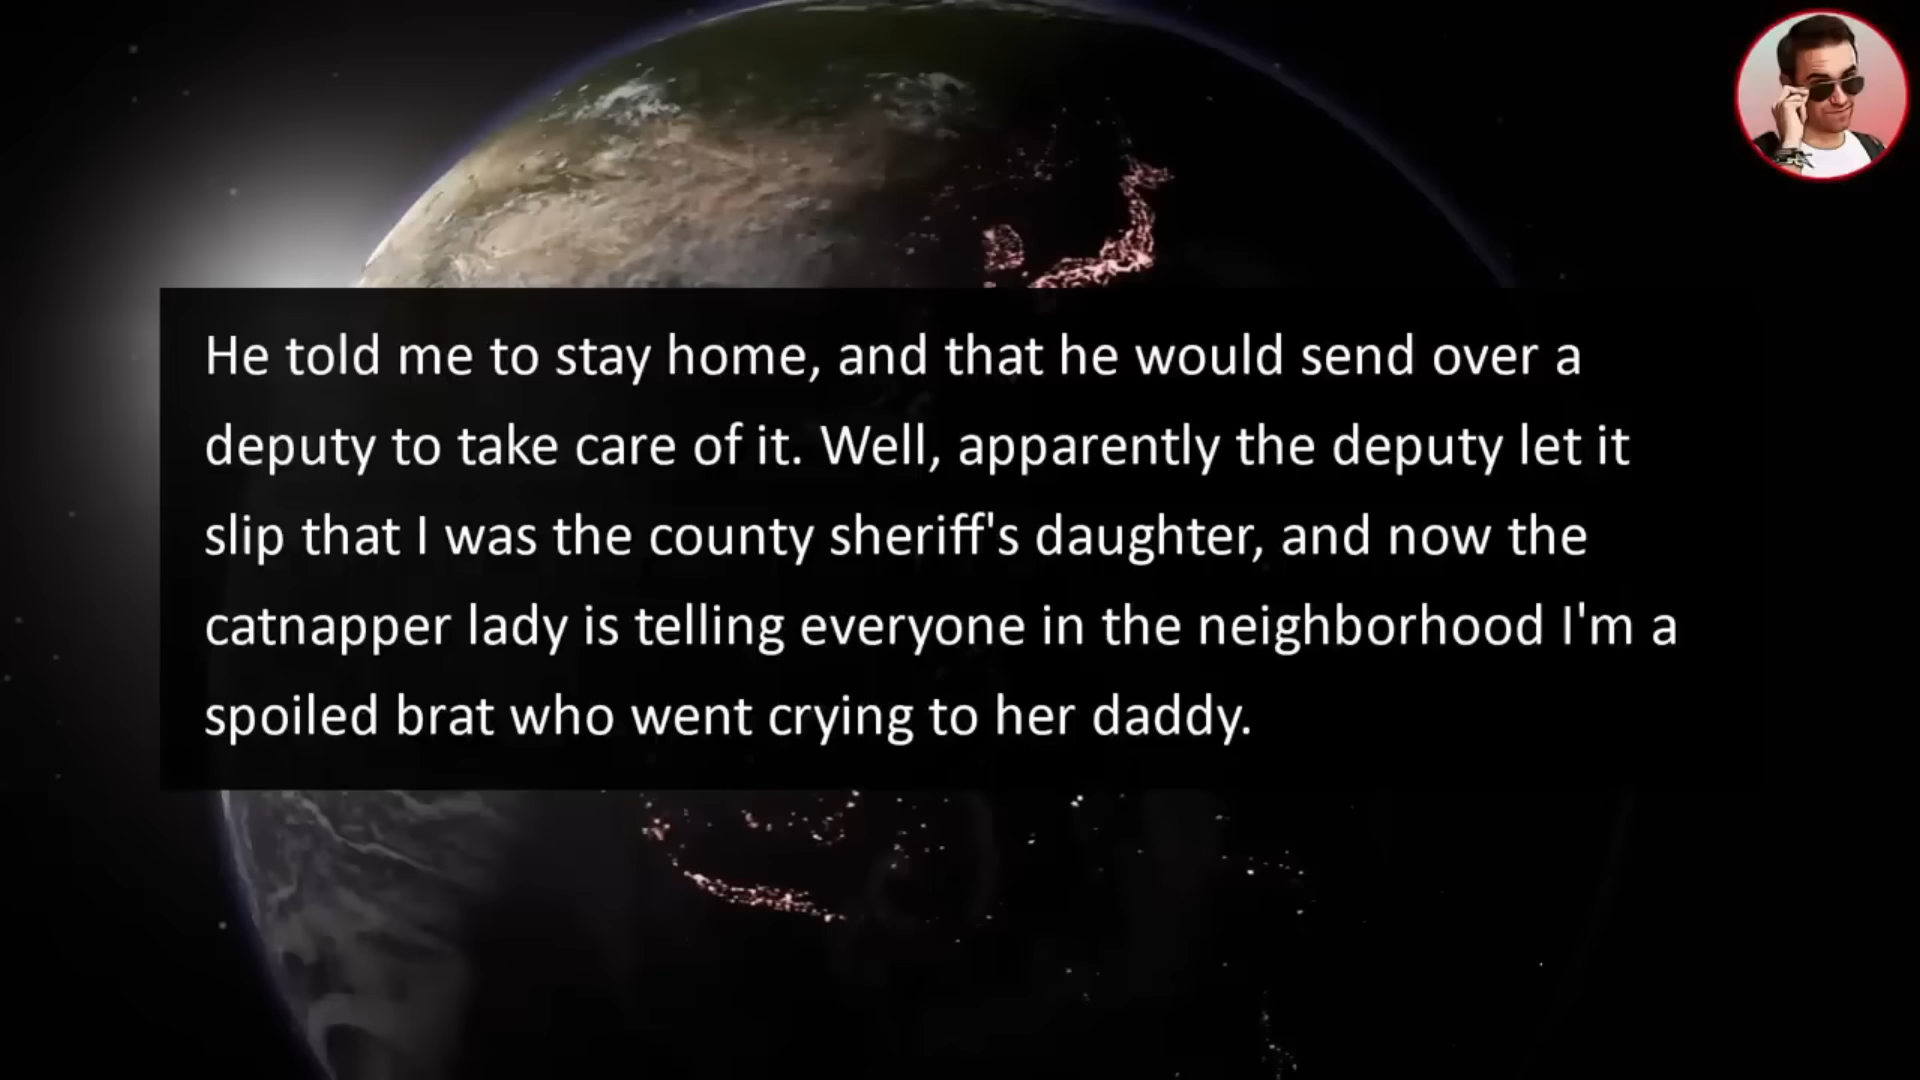 He told me to stay home, and that he would send over a
deputy to take care of it. Well, apparently the deputy let it
slip that I was the county sheriff's daughter, and now the
catnapper lady is telling everyone in the neighborhood I'm a
spoiled brat who went crying to her daddy.